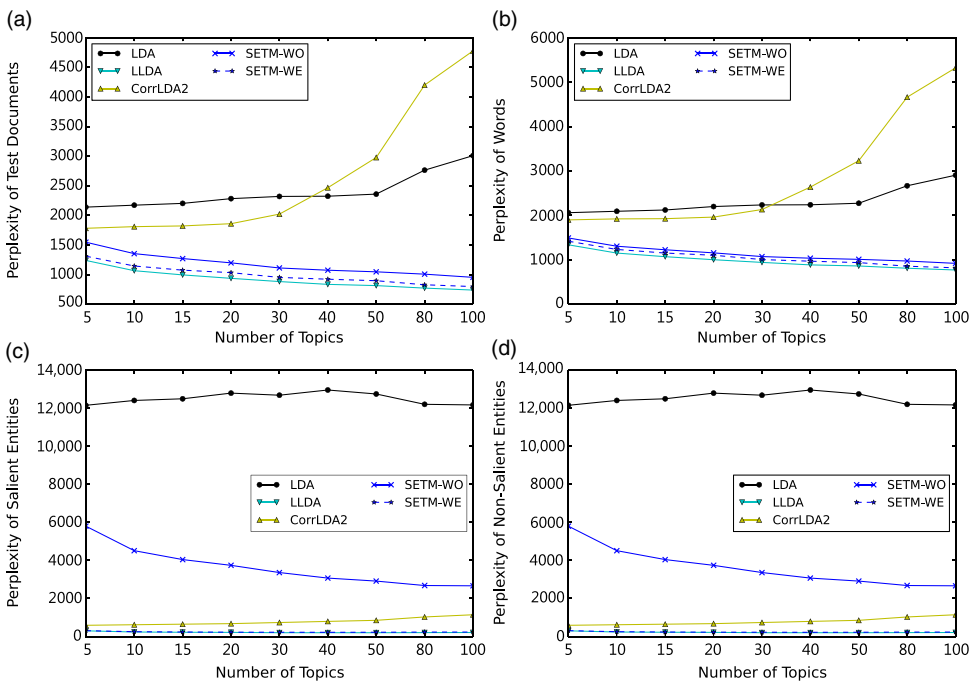 (a)
Perplexity of Test Documents
5000
4500
4000
3500
3000
2500
2000
1500
1000
500
LDA
LLDA
CorrLDA2
SETM-WO
SETM-WE
5 10 15 20 30 40 50 80 100
Number of Topics
(b)
Perplexity of Words
6000
5000
4000
3000
2000
1000
0
LDA
LLDA
CorrLDA2
SETM-WO
SETM-WE
5 10 15 20 30 40 50 80 100
Number of Topics
(c)
Perplexity of Salient Entities
14,000
12,000
10,000
8000
6000
4000
2000
0
LDA
LLDA
CorrLDA2
SETM-WO
SETM-WE
5 10 15 20 30 40 50 80 100
Number of Topics
(d)
Perplexity of Non-Salient Entities
14,000
12,000
10,000
8000
6000
4000
2000
0
LDA
LLDA
CorrLDA2
SETM-WO
SETM-WE
5 10 15 20 30 40 50 80 100
Number of Topics